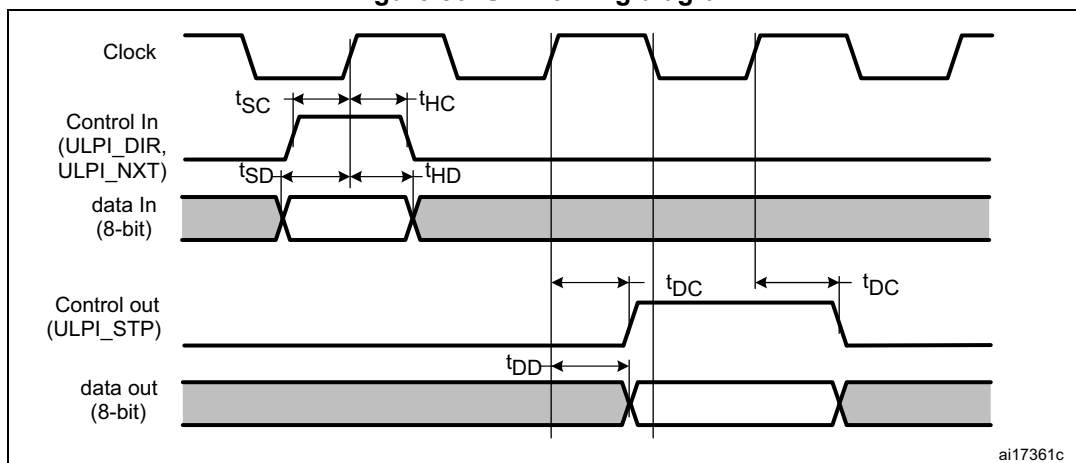 Clock
tSC
tHC
Control In
(ULPI_DIR,
ULPI_NXT)
tSD
tHD
data In
(8-bit)
tDC
tDC
Control out
(ULPI_STP)
tDD
data out
(8-bit)
ai17361c